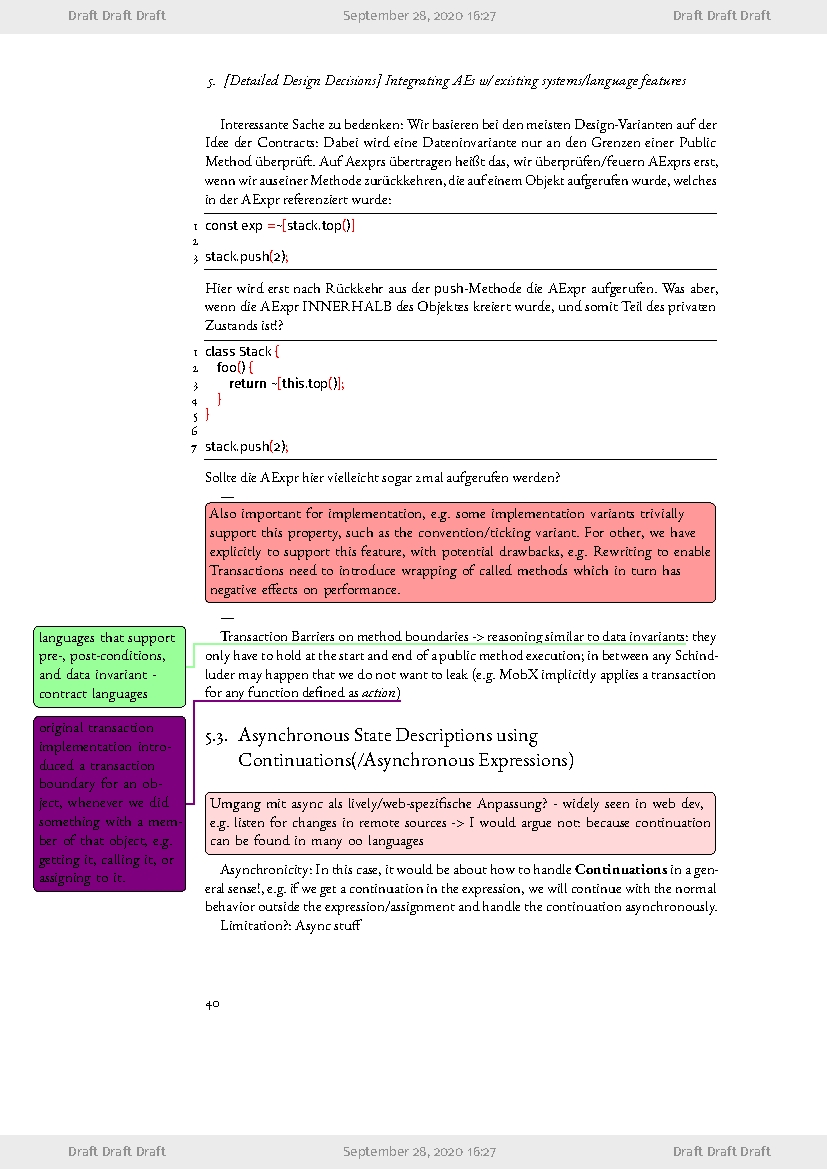 Draft Draft Draft September 28, 2020 16:27 Draft Draft Draft
5. [Detailed Design Decisions] Integrating AEs w/ existing systems/language features
Interessante Sache zu bedenken: Wir basieren bei den meisten Design-Varianten auf der
Idee der Contracts: Dabei wird eine Dateninvariante nur an den Grenzen einer Public
Method überprüft. Auf Aexprs übertragen heißt das, wir überprüfen/feuern AExprs erst,
wenn wir aus einer Methode zurückkehren, die auf einem Objekt aufgerufen wurde, welches
in der AExpr referenziert wurde:
1 const exp =~[stack.top()]
2
3 stack.push(2);
Hier wird erst nach Rückkehr aus der push-Methode die AExpr aufgerufen. Was aber,
wenn die AExpr INNERHALB des Objektes kreiert wurde, und somit Teil des privaten
Zustands ist!?
1 class Stack {
2 foo() {
3 return ~[this.top()];
4 }
5 }
6
7 stack.push(2);
Sollte die AExpr hier vielleicht sogar 2mal aufgerufen werden?
—
Also important for implementation, e.g. some implementation variants trivially
support this property, such as the convention/ticking variant. For other, we have
explicitly to support this feature, with potential drawbacks, e.g. Rewriting to enable
Transactions need to introduce wrapping of called methods which in turn has
negative effects on performance.
—
Transaction Barriers on method boundaries -> reasoning similar to data invariants: they
only have to hold at the start and end of a public method execution; in between any Schind-
luder may happen that we do not want to leak (e.g. MobX implicitly applies a transaction
for any function defined as action)
languages that support
pre-, post-conditions,
and data invariant -
contract languages
original transaction
implementation intro-
duced a transaction
boundary for an ob-
ject, whenever we did
something with a mem-
ber of that object, e.g.
getting it, calling it, or
assigning to it.
5.3. Asynchronous State Descriptions using
Continuations(/Asynchronous Expressions)
Umgang mit async als lively/web-spezifische Anpassung? - widely seen in web dev,
e.g. listen for changes in remote sources -> I would argue not: because continuation
can be found in many oo languages
Asynchronicity: In this case, it would be about how to handle Continuations in a gen-
eral sense!, e.g. if we get a continuation in the expression, we will continue with the normal
behavior outside the expression/assignment and handle the continuation asynchronously.
Limitation?: Async stuff
40
Draft Draft Draft September 28, 2020 16:27 Draft Draft Draft